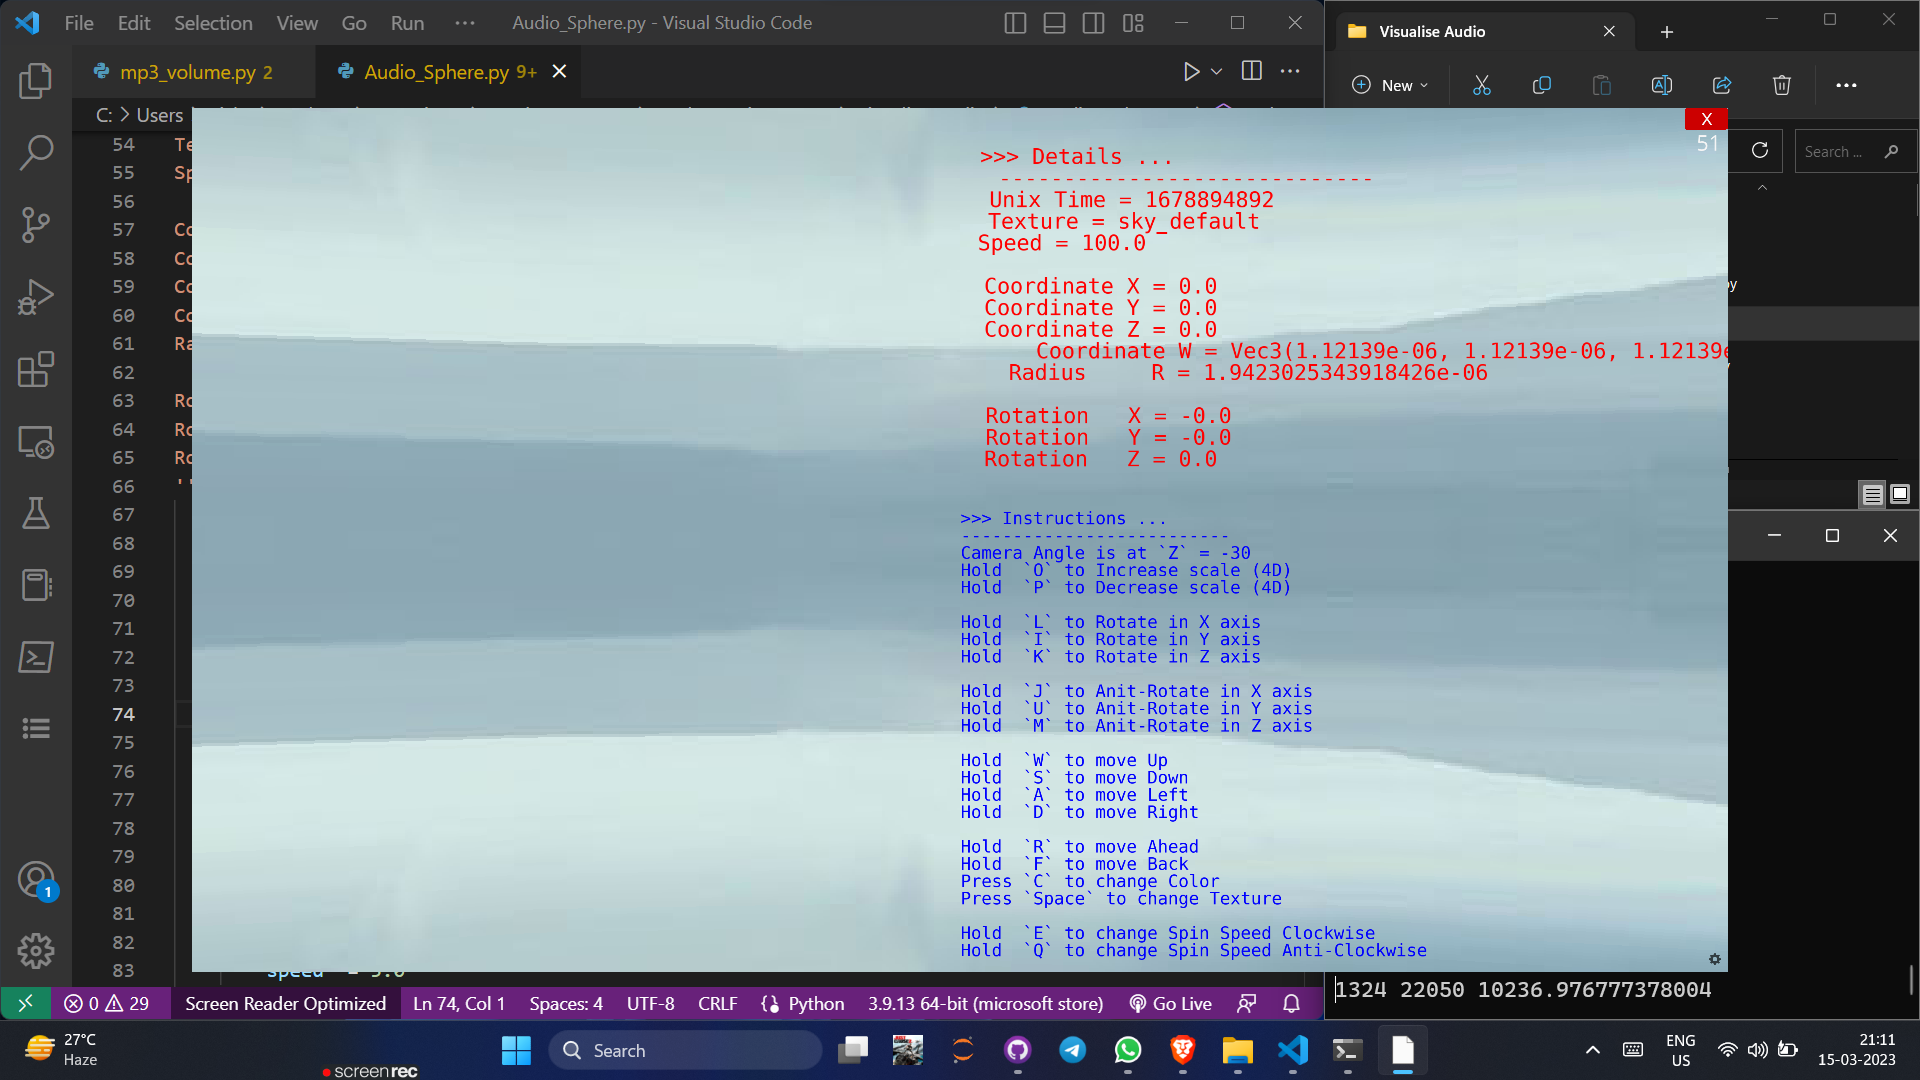 File Edit Selection View Go Run ··· Audio_Sphere.py - Visual Studio Code
mp3_volume.py 2 Audio_Sphere.py 9+
C: > Users
54 Te
55 Sp
56
57 Co
58 Co
59 Co
60 Co
61 Ra
62
63 Ro
64 Ro
65 Ro
66 ''
67
68
69
70
71
72
73
74
75
76
77
78
79
80
81
82
83
Visualise Audio
New
Search ...
X
51
>>> Details ...
-----------------------------
Unix Time = 1678894892
Texture = sky_default
Speed = 100.0
Coordinate X = 0.0
Coordinate Y = 0.0
Coordinate Z = 0.0
Coordinate W = Vec3(1.12139e-06, 1.12139e-06, 1.12139e
Radius R = 1.9423025343918426e-06
Rotation X = -0.0
Rotation Y = -0.0
Rotation Z = 0.0
>>> Instructions ...
--------------------------
Camera Angle is at `Z` = -30
Hold `O` to Increase scale (4D)
Hold `P` to Decrease scale (4D)
Hold `L` to Rotate in X axis
Hold `I` to Rotate in Y axis
Hold `K` to Rotate in Z axis
Hold `J` to Anit-Rotate in X axis
Hold `U` to Anit-Rotate in Y axis
Hold `M` to Anit-Rotate in Z axis
Hold `W` to move Up
Hold `S` to move Down
Hold `A` to move Left
Hold `D` to move Right
Hold `R` to move Ahead
Hold `F` to move Back
Press `C` to change Color
Press `Space` to change Texture
Hold `E` to change Spin Speed Clockwise
Hold `Q` to change Spin Speed Anti-Clockwise
1324 22050 10236.976777378004
1
0 29 Screen Reader Optimized Ln 74, Col 1 Spaces: 4 UTF-8 CRLF Python 3.9.13 64-bit (microsoft store) Go Live
27°C
Haze
screenrec
Search
ENG
US
21:11
15-03-2023